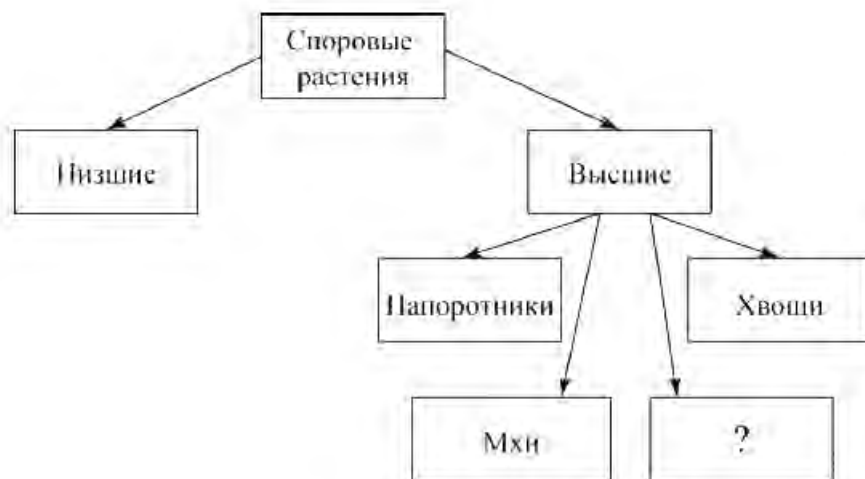 Споровые
растения
Низшие
Высшие
Папоротники
Хвощи
Мхи
?